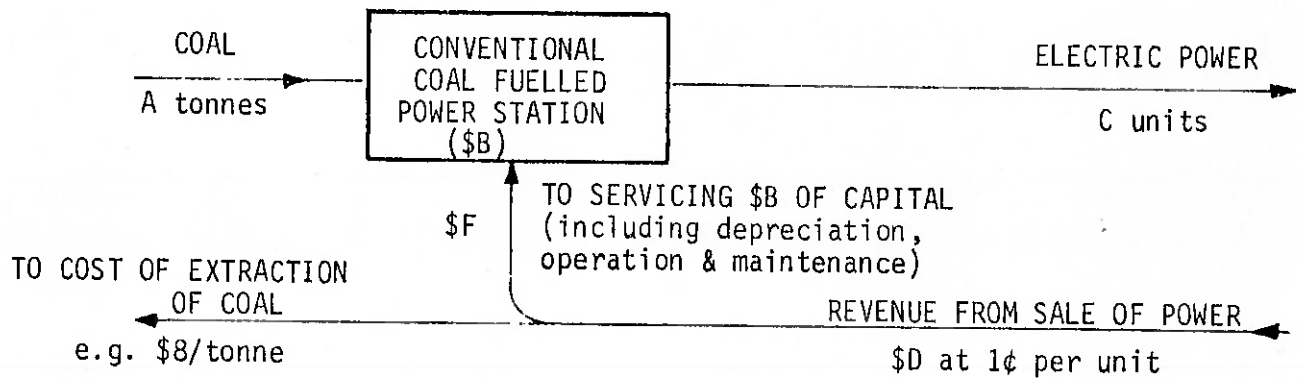 COAL
A tonnes
CONVENTIONAL
COAL FUELLED
POWER STATION
($B)
ELECTRIC POWER
C units
$F
TO SERVICING $B OF CAPITAL
(including depreciation,
operation & maintenance)
TO COST OF EXTRACTION
OF COAL
e.g. $8/tonne
REVENUE FROM SALE OF POWER
$D at 1¢ per unit